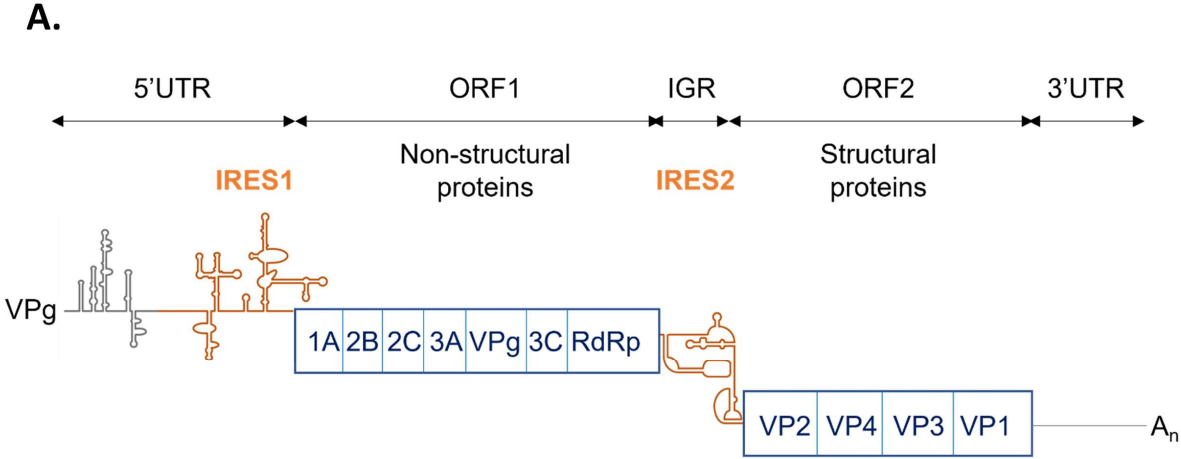 A.
5'UTR ORF1 IGR ORF2 3'UTR
Non-structural proteins
Structural proteins
IRES1 IRES2
VPg
1A 2B 2C 3A VPg 3C RdRp
VP2 VP4 VP3 VP1
An